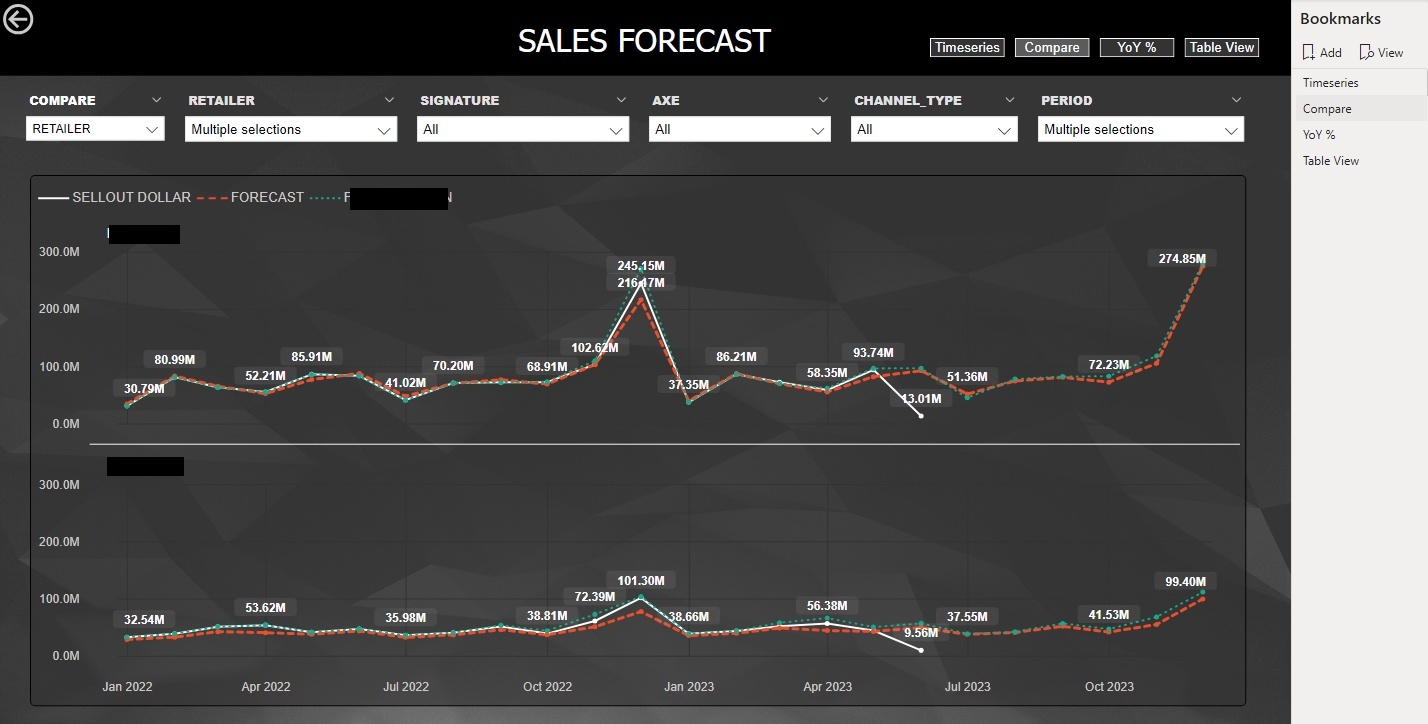 SALES FORECAST
Timeseries Compare YoY % Table View
Bookmarks
Add View
Timeseries
Compare
YoY %
Table View
COMPARE RETAILER SIGNATURE AXE CHANNEL_TYPE PERIOD
RETAILER Multiple selections All All All Multiple selections
SELLOUT DOLLAR FORECAST
300.0M
200.0M
100.0M
0.0M
30.79M 80.99M 52.21M 85.91M 41.02M 70.20M 68.91M 102.62M 245.15M 216.17M 37.35M 86.21M 58.35M 93.74M 13.01M 51.36M 72.23M 274.85M
300.0M
200.0M
100.0M
0.0M
32.54M 53.62M 35.98M 38.81M 72.39M 101.30M 38.66M 56.38M 9.56M 37.55M 41.53M 99.40M
Jan 2022 Apr 2022 Jul 2022 Oct 2022 Jan 2023 Apr 2023 Jul 2023 Oct 2023